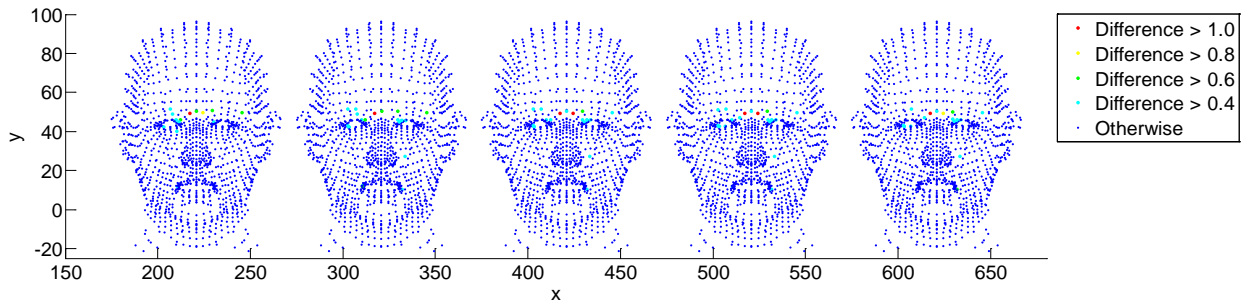 100
80
60
40
20
0
-20
y
150 200 250 300 350 400 450 500 550 600 650
x
Difference > 1.0
Difference > 0.8
Difference > 0.6
Difference > 0.4
Otherwise